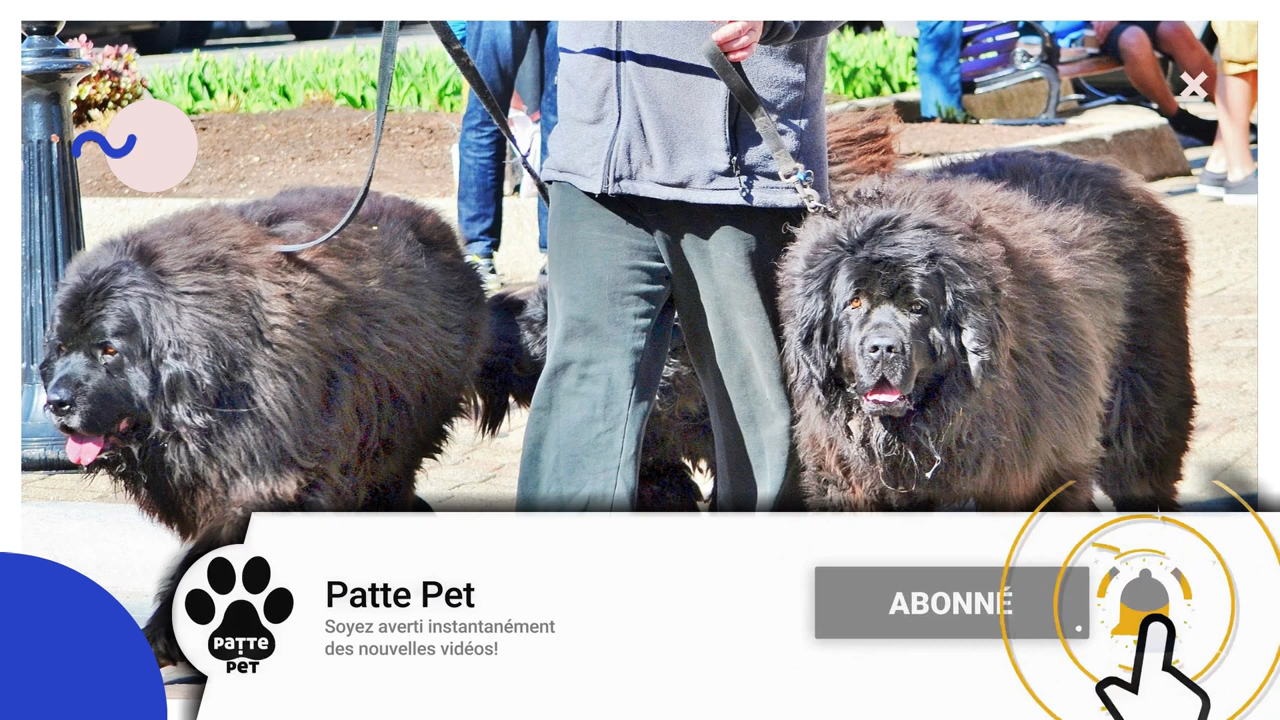 Patte Pet
Soyez averti instantanément
des nouvelles vidéos!
PaTTe
PeT
ABONNÉ